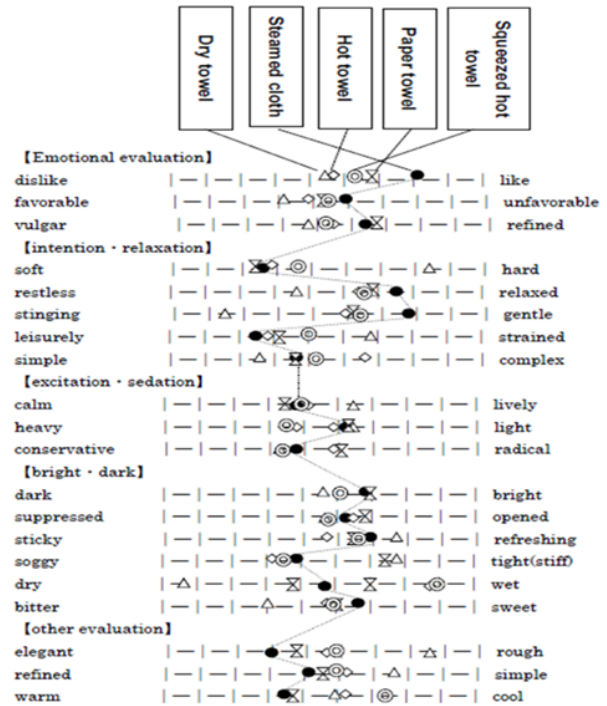 Dry towel
Steamed cloth
Hot towel
Paper towel
Squeezed hot
towel
【Emotional evaluation】
dislike like
favorable unfavorable
vulgar refined
【intention・relaxation】
soft hard
restless relaxed
stinging gentle
leisurely strained
simple complex
【excitation・sedation】
calm lively
heavy light
conservative radical
【bright・dark】
dark bright
suppressed opened
sticky refreshing
soggy tight(stiff)
dry wet
bitter sweet
【other evaluation】
elegant rough
refined simple
warm cool